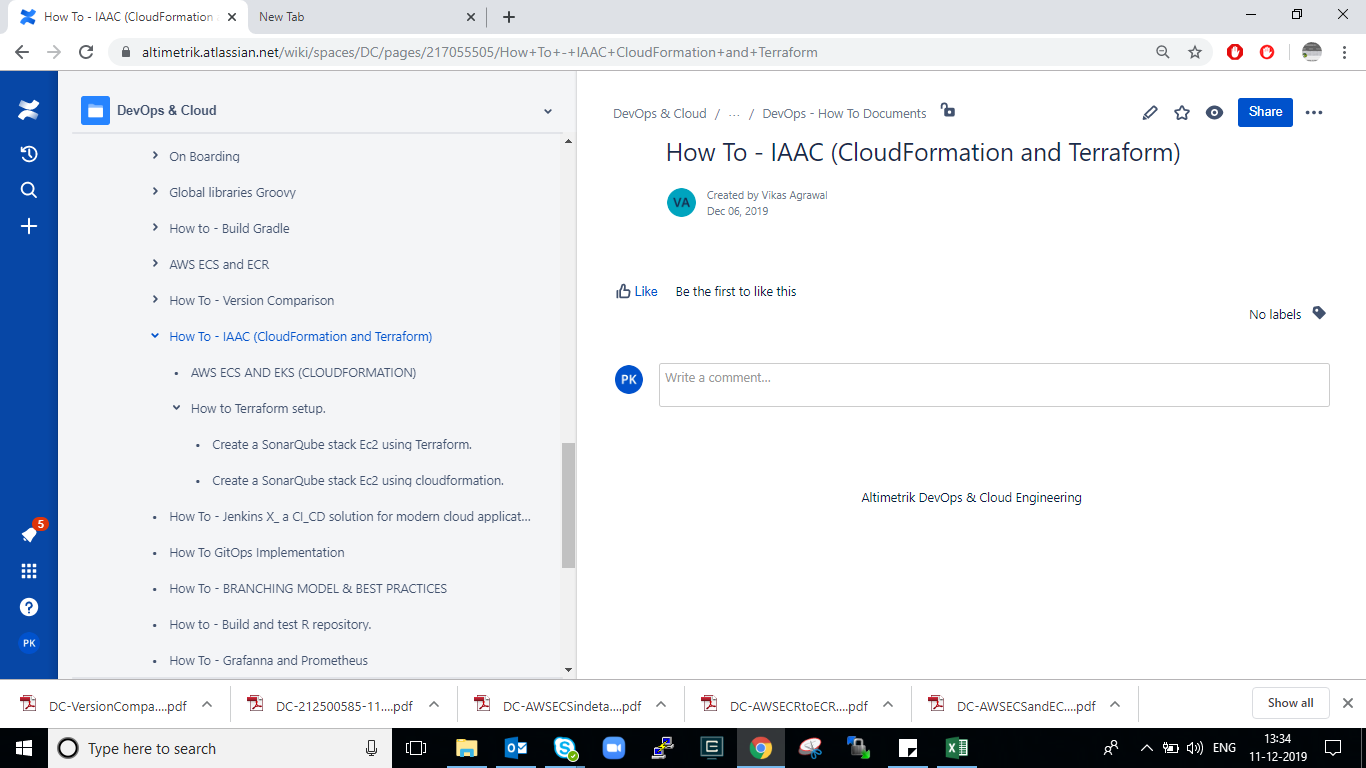 How To - IAAC (CloudFormation
New Tab
altimetrik.atlassian.net/wiki/spaces/DC/pages/217055505/How+To+-+IAAC+CloudFormation+and+Terraform
DevOps & Cloud
On Boarding
Global libraries Groovy
How to - Build Gradle
AWS ECS and ECR
How To - Version Comparison
How To - IAAC (CloudFormation and Terraform)
AWS ECS AND EKS (CLOUDFORMATION)
How to Terraform setup.
Create a SonarQube stack Ec2 using Terraform.
Create a SonarQube stack Ec2 using cloudformation.
How To - Jenkins X_ a CI_CD solution for modern cloud applicat...
How To GitOps Implementation
How To - BRANCHING MODEL & BEST PRACTICES
How to - Build and test R repository.
How To - Grafanna and Prometheus
5
PK
DevOps & Cloud / ... / DevOps - How To Documents
Share
How To - IAAC (CloudFormation and Terraform)
VA
Created by Vikas Agrawal
Dec 06, 2019
Like
Be the first to like this
No labels
PK
Write a comment...
Altimetrik DevOps & Cloud Engineering
DC-VersionCompa....pdf
DC-212500585-11....pdf
DC-AWSECSindeta....pdf
DC-AWSECRtoECR....pdf
DC-AWSECSandEC....pdf
Show all
Type here to search
ENG
13:34
11-12-2019